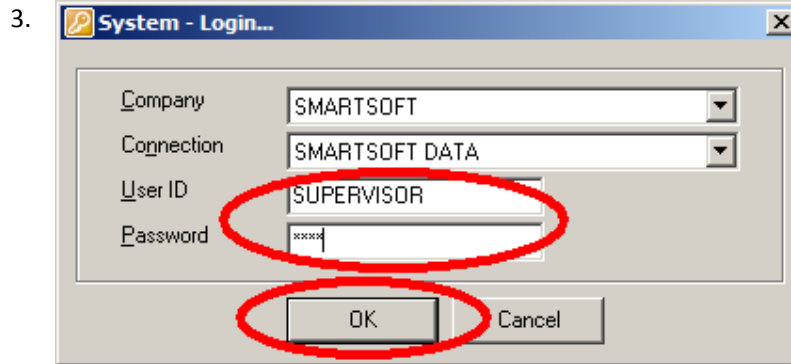 3.
System - Login...
Company SMARTSOFT
Connection SMARTSOFT DATA
User ID SUPERVISOR
Password ****
OK Cancel